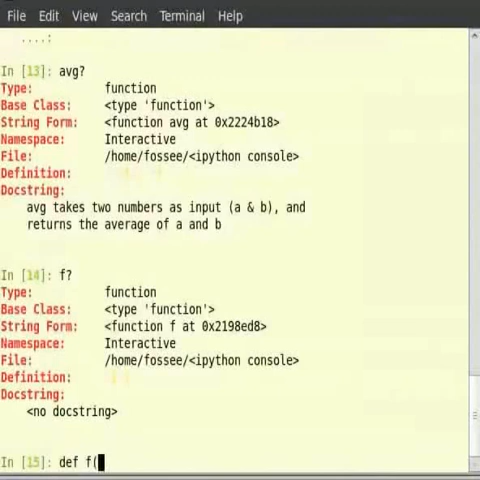 File Edit View Search Terminal Help
....:
In [13]: avg?
Type: function
Base Class: <type 'function'>
String Form: <function avg at 0x2224b18>
Namespace: Interactive
File: /home/fossee/<ipython console>
Definition:
Docstring:
avg takes two numbers as input (a & b), and
returns the average of a and b
In [14]: f?
Type: function
Base Class: <type 'function'>
String Form: <function f at 0x2198ed8>
Namespace: Interactive
File: /home/fossee/<ipython console>
Definition:
Docstring:
<no docstring>
In [15]: def f(